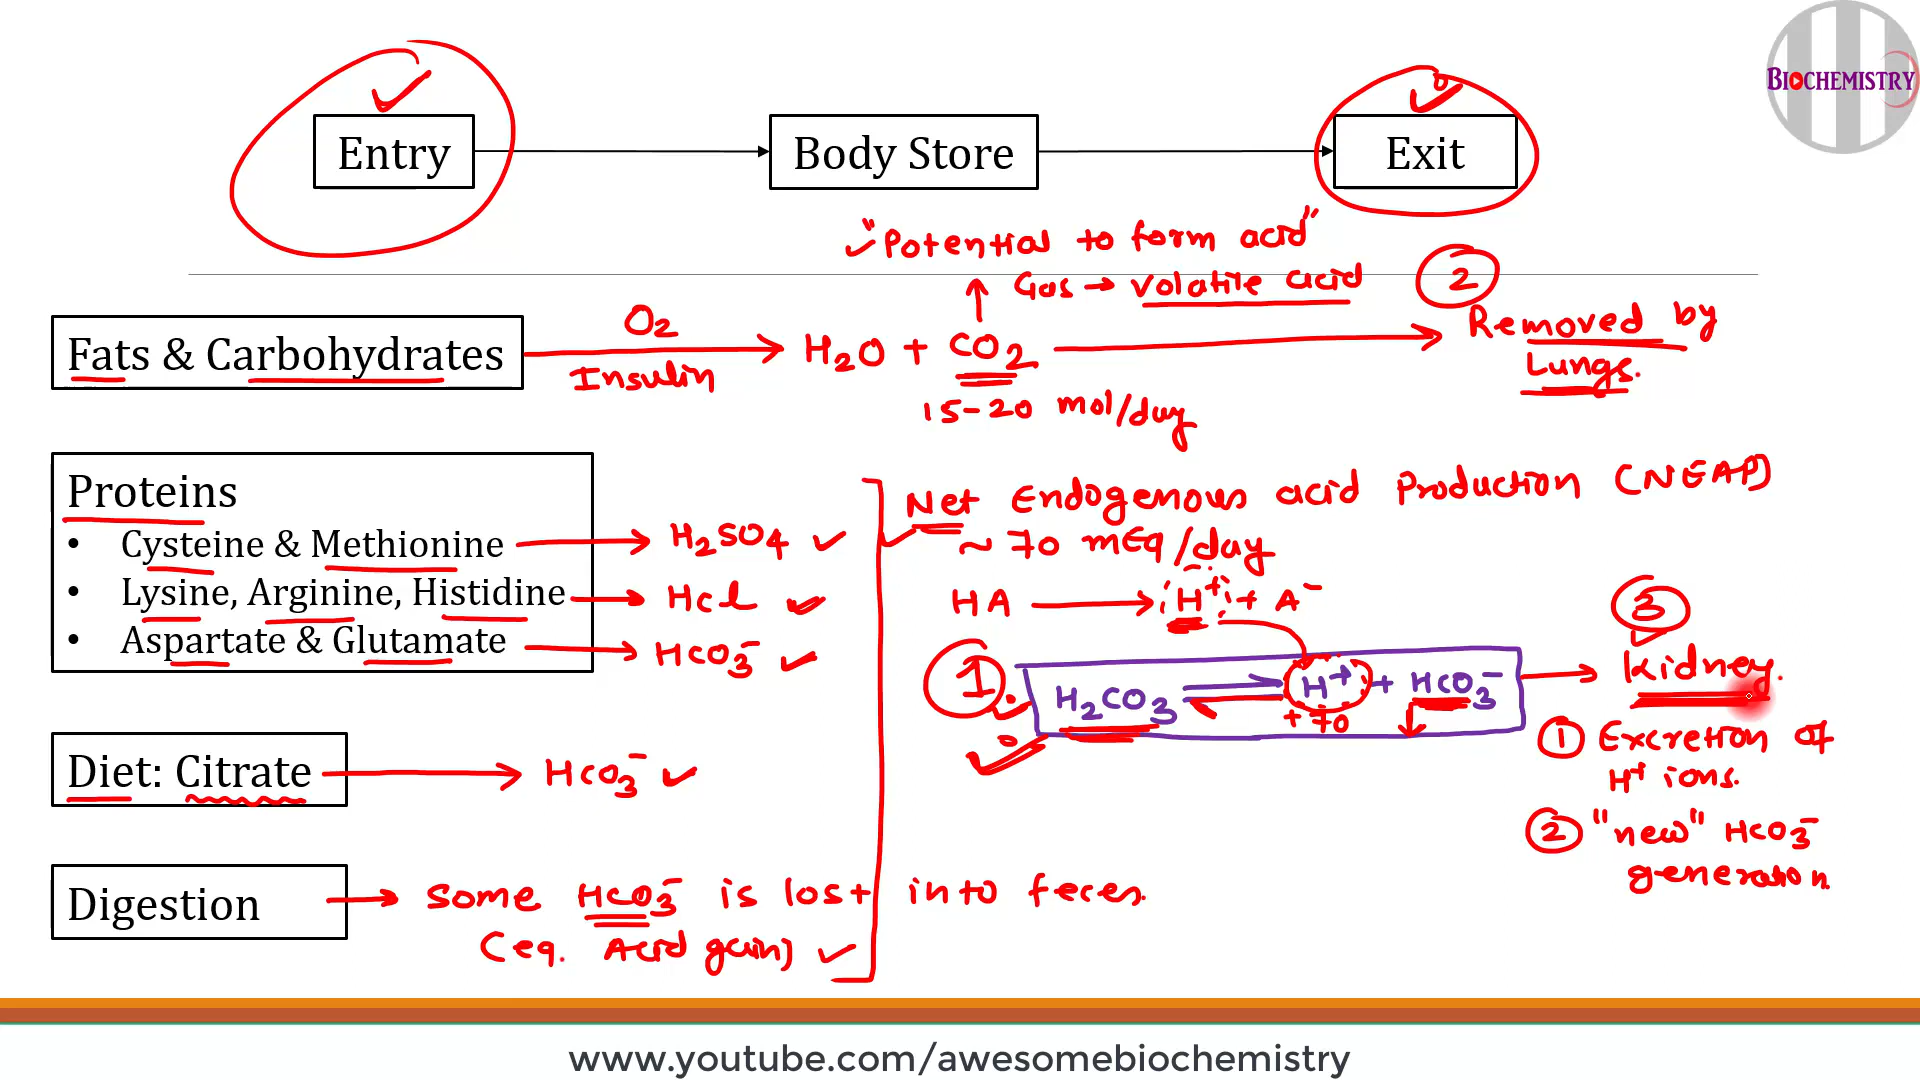 BIOCHEMISTRY
Entry
Body Store
Exit
"Potential to form acid"
Gas → volatile acid
2
Fats & Carbohydrates
O2
Insulin
H2O + CO2
15-20 mol/day
Removed by
Lungs.
Proteins
• Cysteine & Methionine → H2SO4 ✓
• Lysine, Arginine, Histidine → HCl ✓
• Aspartate & Glutamate → HCO3⁻ ✓
Net Endogenous acid Production (NEAP)
~ 70 mEq/day
HA → H⁺ + A⁻
1.
H2CO3 ⇌ H⁺ + HCO3⁻
+70
3
Kidney.
① Excretion of
H⁺ ions.
② "new" HCO3⁻
generation
Diet: Citrate → HCO3⁻ ✓
Digestion → some HCO3⁻ is lost into feces.
(eq. Acid gain) ✓
www.youtube.com/awesomebiochemistry